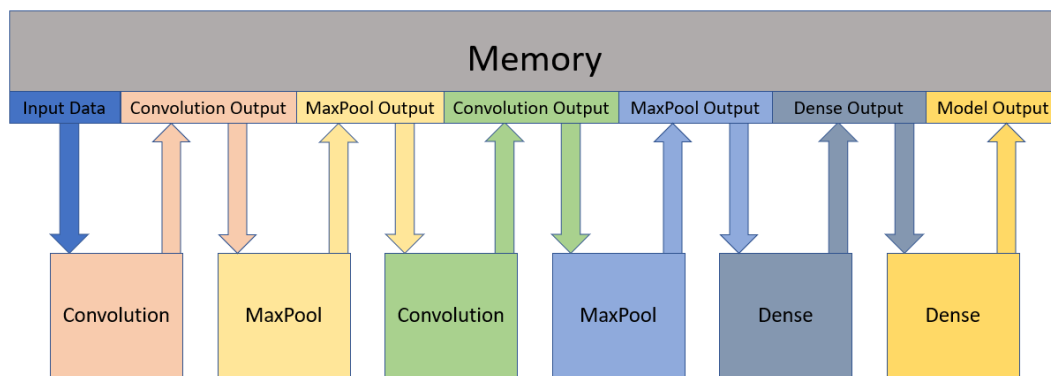 Memory
Input Data Convolution Output MaxPool Output Convolution Output MaxPool Output Dense Output Model Output
Convolution MaxPool Convolution MaxPool Dense Dense